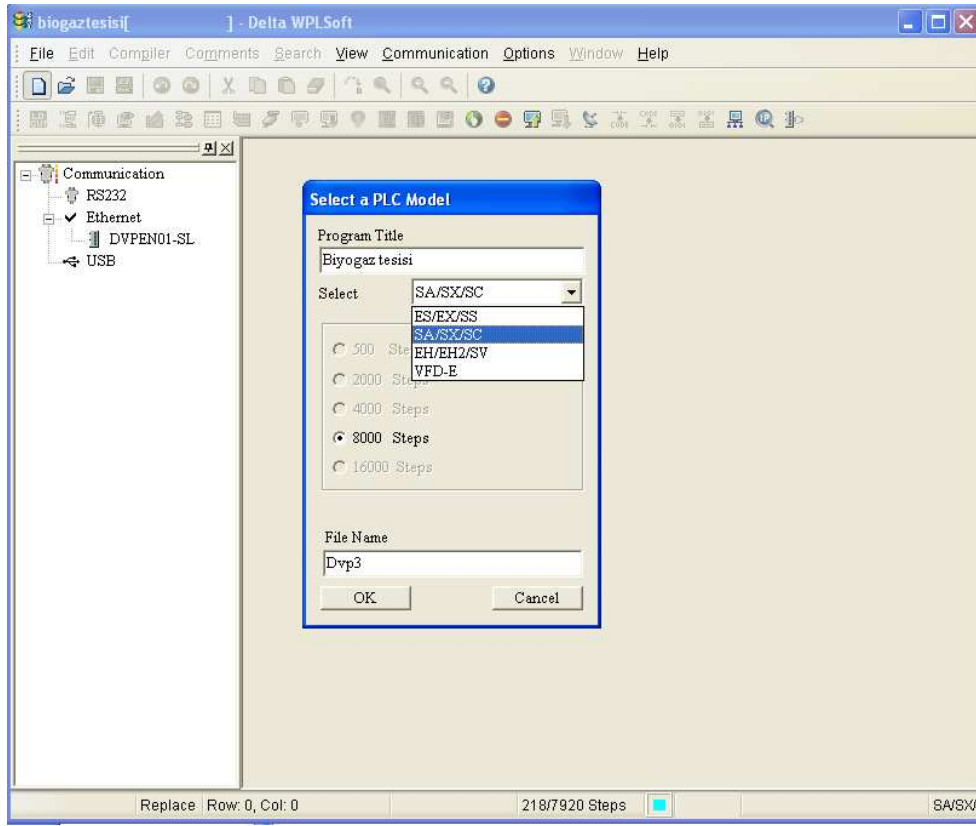 biogaztesisi[ ] - Delta WPLSoft
File Edit Compiler Comments Search View Communication Options Window Help
Communication
RS232
Ethernet
DVPEN01-SL
USB
Select a PLC Model
Program Title
Biyogaz tesisi
Select SA/SX/SC
ES/EX/SS
SA/SX/SC
EH/EH2/SV
VFD-E
500
2000
4000 Steps
8000 Steps
16000 Steps
File Name
Dvp3
OK Cancel
Replace Row: 0, Col: 0 218/7920 Steps SA/SX/